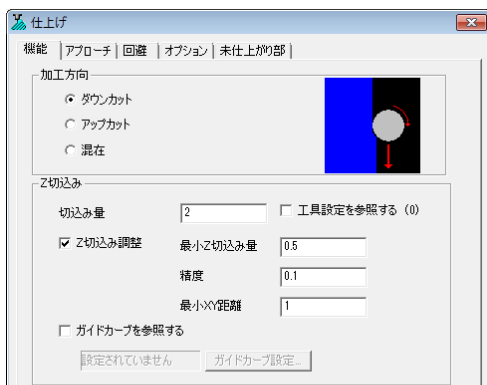 仕上げ
機能 アプローチ 回避 オプション 未仕上がり部
加工方向
ダウンカット
アップカット
混在
Z切込み
切込み量 2 工具設定を参照する (0)
Z切込み調整 最小Z切込み量 0.5
精度 0.1
最小XY距離 1
ガイドカーブを参照する
設定されていません ガイドカーブ設定...